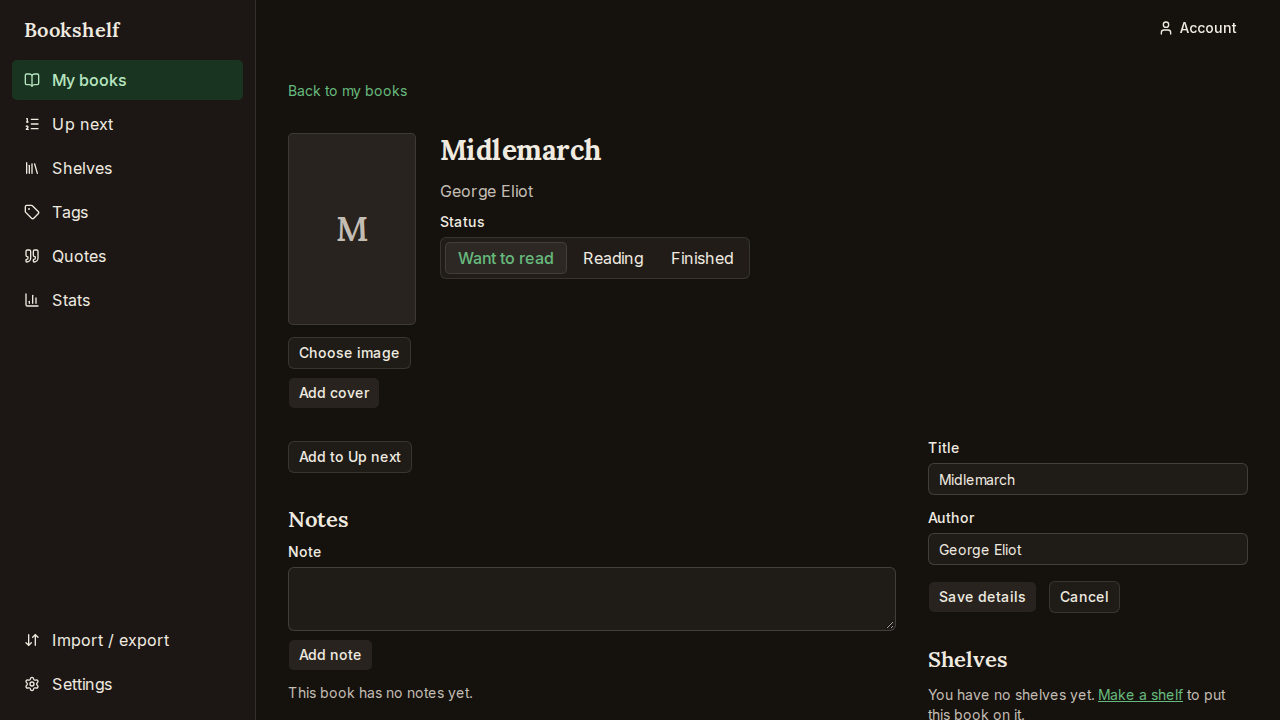 Bookshelf
My books
Up next
Shelves
Tags
Quotes
Stats
Import / export
Settings
Account
Back to my books
M
Midlemarch
George Eliot
Status
Want to read Reading Finished
Choose image
Add cover
Add to Up next
Notes
Note
Add note
This book has no notes yet.
Title
Midlemarch
Author
George Eliot
Save details Cancel
Shelves
You have no shelves yet. Make a shelf to put
this book on it.